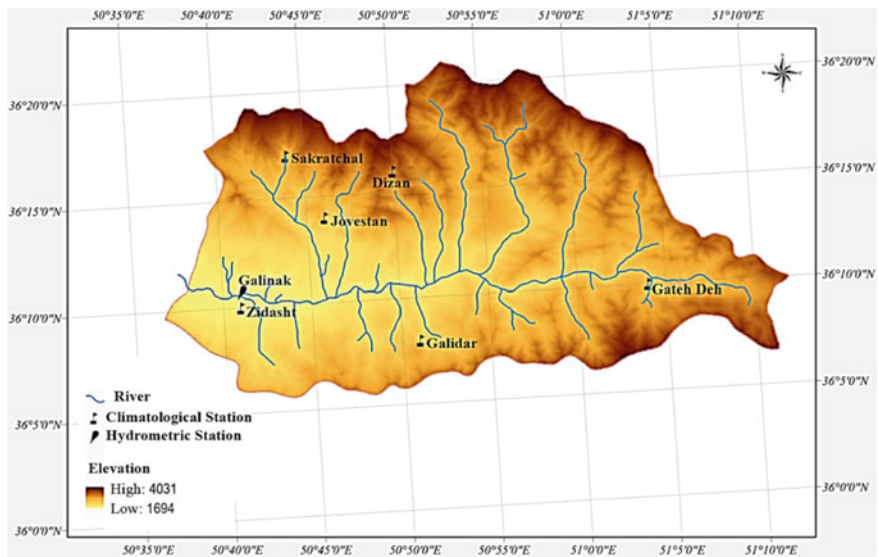 50°35'0"E 50°40'0"E 50°45'0"E 50°50'0"E 50°55'0"E 51°0'0"E 51°5'0"E 51°10'0"E
36°20'0"N
36°20'0"N
Sakratchal
Dizan
36°15'0"N
36°15'0"N
Jovestan
Galinak
36°10'0"N
Gateh Deh
36°10'0"N
Zidasht
Galidar
36°5'0"N
River
Climatological Station
36°5'0"N
Hydrometric Station
Elevation
High: 4031
36°0'0"N
Low: 1694
36°0'0"N
50°35'0"E 50°40'0"E 50°45'0"E 50°50'0"E 50°55'0"E 51°0'0"E 51°5'0"E 51°10'0"E